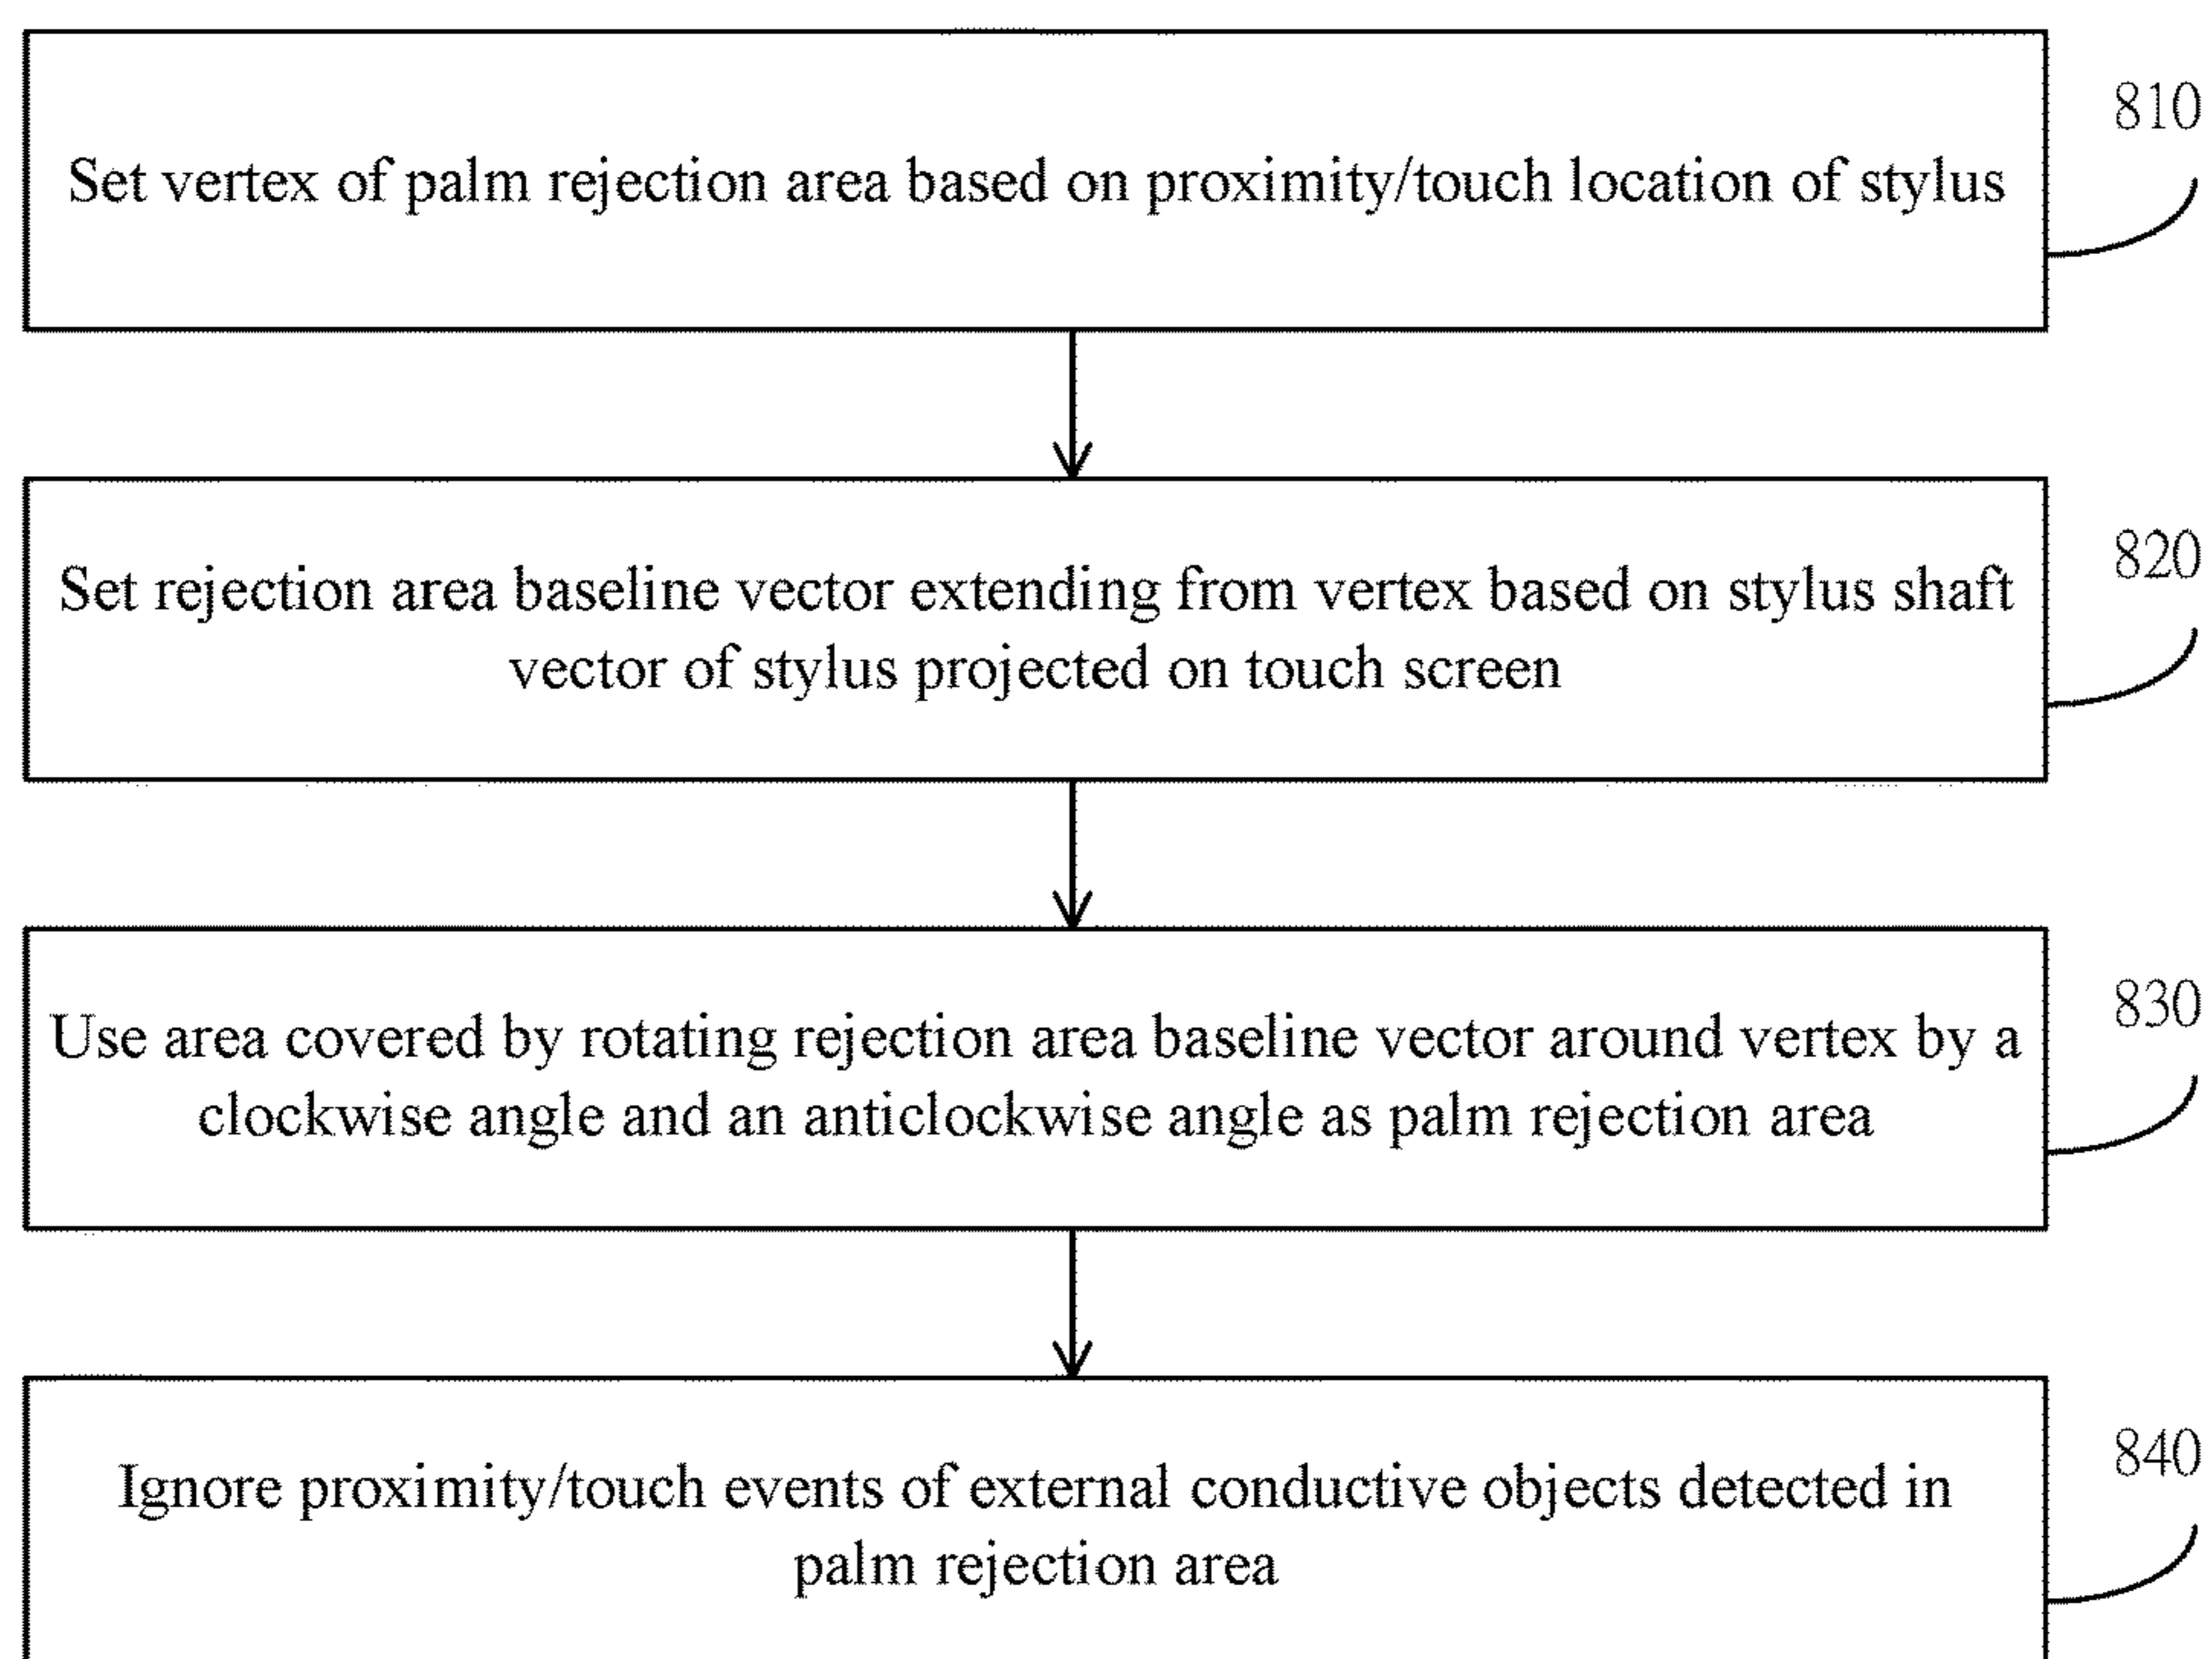 810
Set vertex of palm rejection area based on proximity/touch location of stylus
820
Set rejection area baseline vector extending from vertex based on stylus shaft
vector of stylus projected on touch screen
830
Use area covered by rotating rejection area baseline vector around vertex by a
clockwise angle and an anticlockwise angle as palm rejection area
840
Ignore proximity/touch events of external conductive objects detected in
palm rejection area